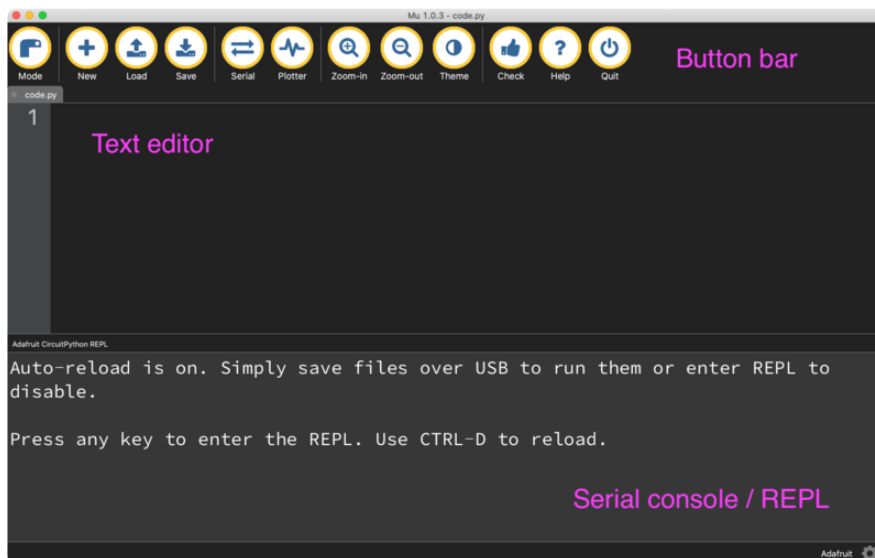 Mu 1.0.3 - code.py
Mode New Load Save Serial Plotter Zoom-in Zoom-out Theme Check Help Quit
Button bar
code.py
1
Text editor
Adafruit CircuitPython REPL
Auto-reload is on. Simply save files over USB to run them or enter REPL to
disable.
Press any key to enter the REPL. Use CTRL-D to reload.
Serial console / REPL
Adafruit